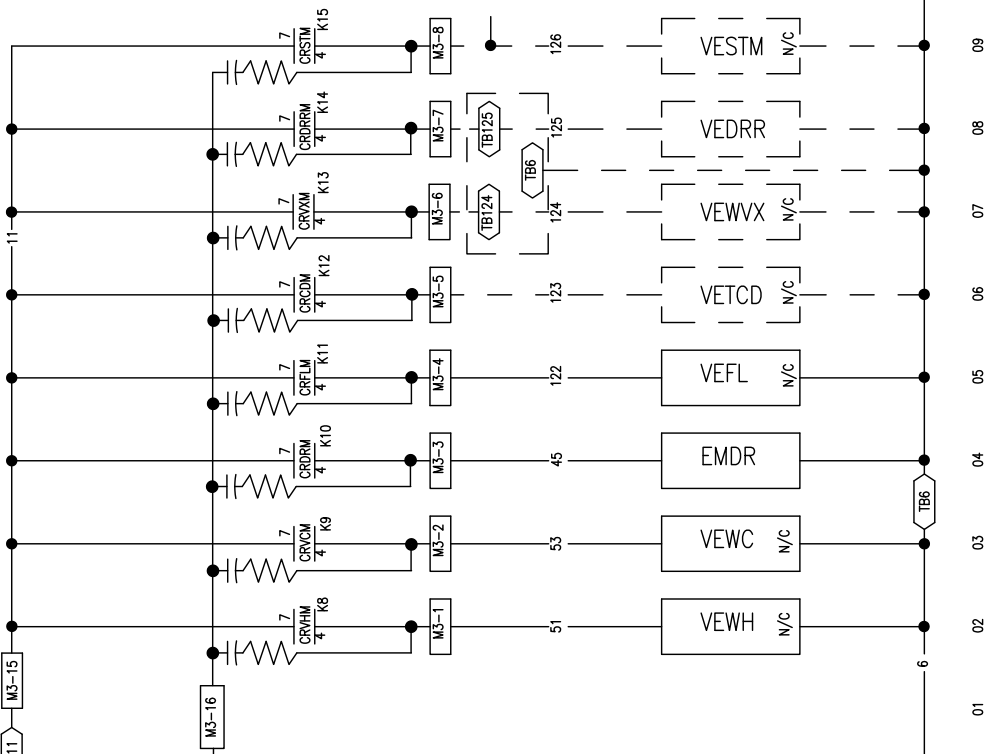 7
CRSTM
4
K15
M3-8
126
VESTM
N/C
09
7
CRDRRM
4
K14
M3-7
TB125
125
VEDRR
08
TB6
11
7
CRVXM
4
K13
M3-6
TB124
124
VEWVX
N/C
07
7
CRCDM
4
K12
M3-5
123
VETCD
N/C
06
7
CRFLM
4
K11
M3-4
122
VEFL
N/C
05
7
CRDRM
4
K10
M3-3
45
EMDR
04
TB6
7
CRVCM
4
K9
M3-2
53
VEWC
N/C
03
7
CRVHM
4
K8
M3-1
51
VEWH
N/C
02
M3-15
6
M3-16
01
11